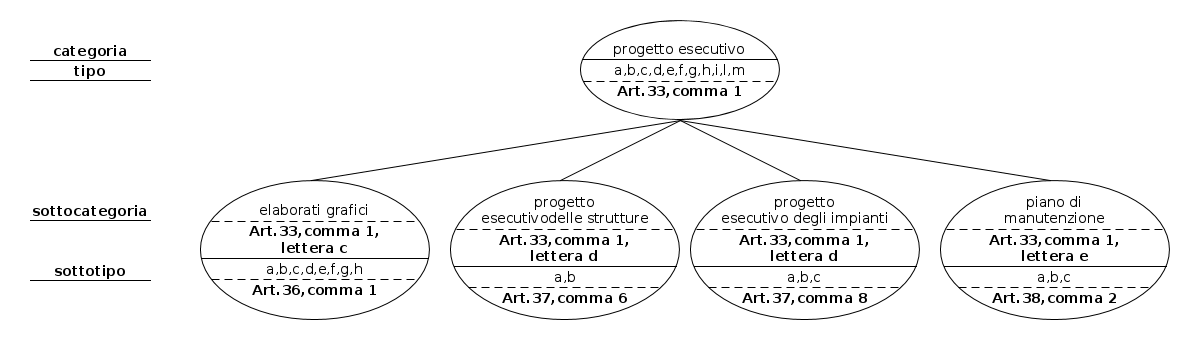 categoria
tipo
progetto esecutivo
a,b,c,d,e,f,g,h,i,l,m
Art.33,comma 1
sottocategoria
sottotipo
elaborati grafici
Art.33,comma 1,
lettera c
a,b,c,d,e,f,g,h
Art.36,comma 1
progetto
esecutivodelle strutture
Art.33,comma 1,
lettera d
a,b
Art.37,comma 6
progetto
esecutivo degli impianti
Art.33,comma 1,
lettera d
a,b,c
Art.37,comma 8
piano di
manutenzione
Art.33,comma 1,
lettera e
a,b,c
Art.38,comma 2